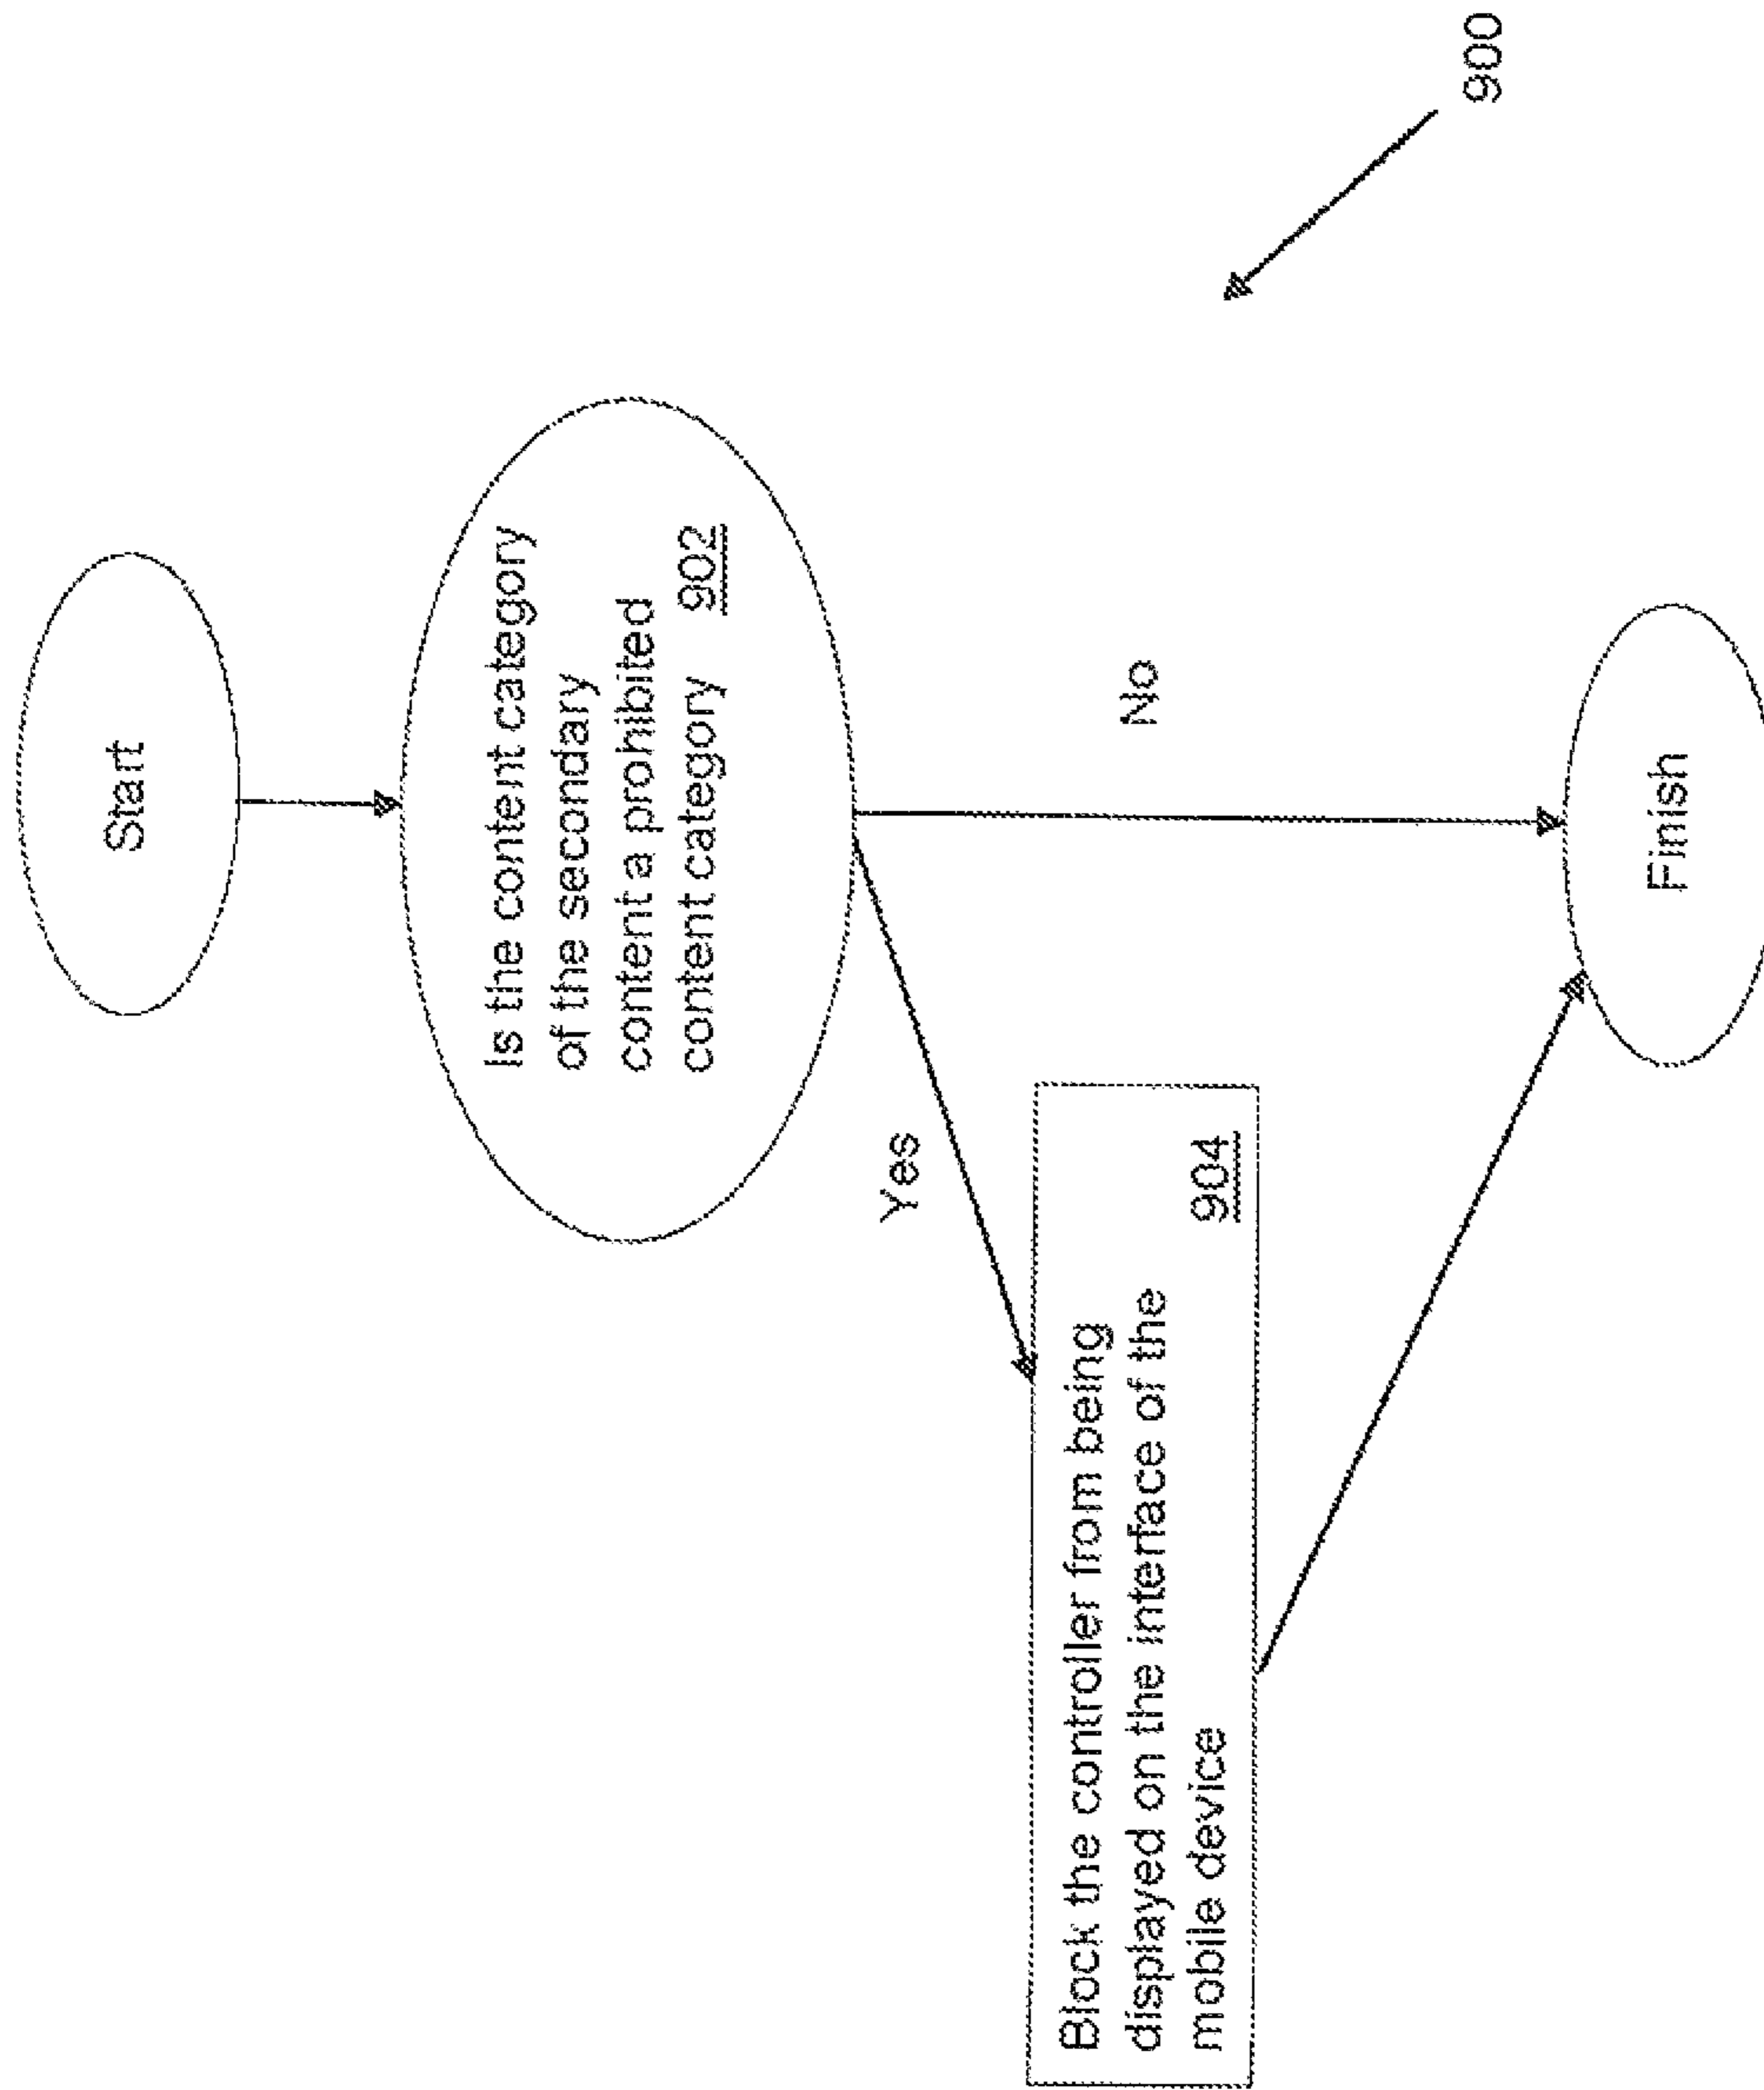 Start
Is the content category
of the secondary
content a prohibited
content category 902
Yes
No
Block the controller from being
displayed on the interface of the
mobile device 904
Finish
900